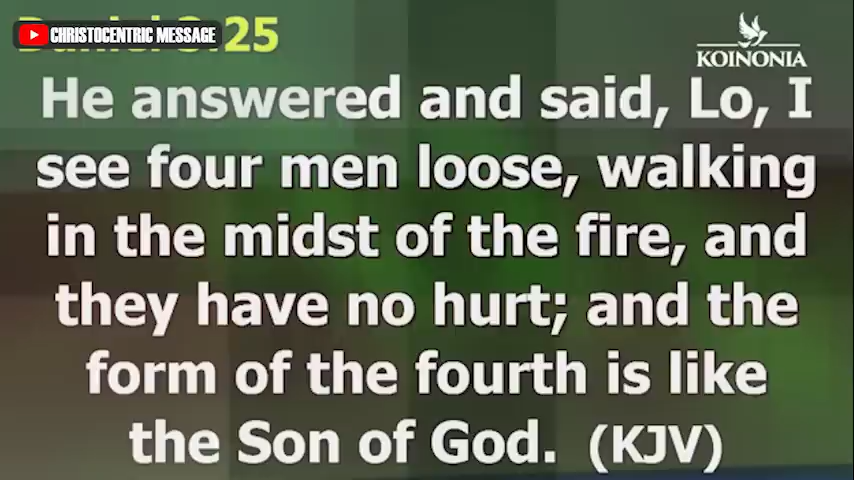 CHRISTOCENTRIC MESSAGE
:25
KOINONIA
He answered and said, Lo, I
see four men loose, walking
in the midst of the fire, and
they have no hurt; and the
form of the fourth is like
the Son of God. (KJV)